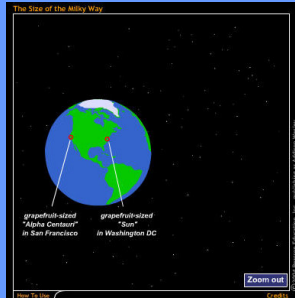 The Size of the Milky Way
grapefruit-sized
"Alpha Centauri"
in San Francisco
grapefruit-sized
"Sun"
in Washington DC
Zoom out
How To Use
Credits